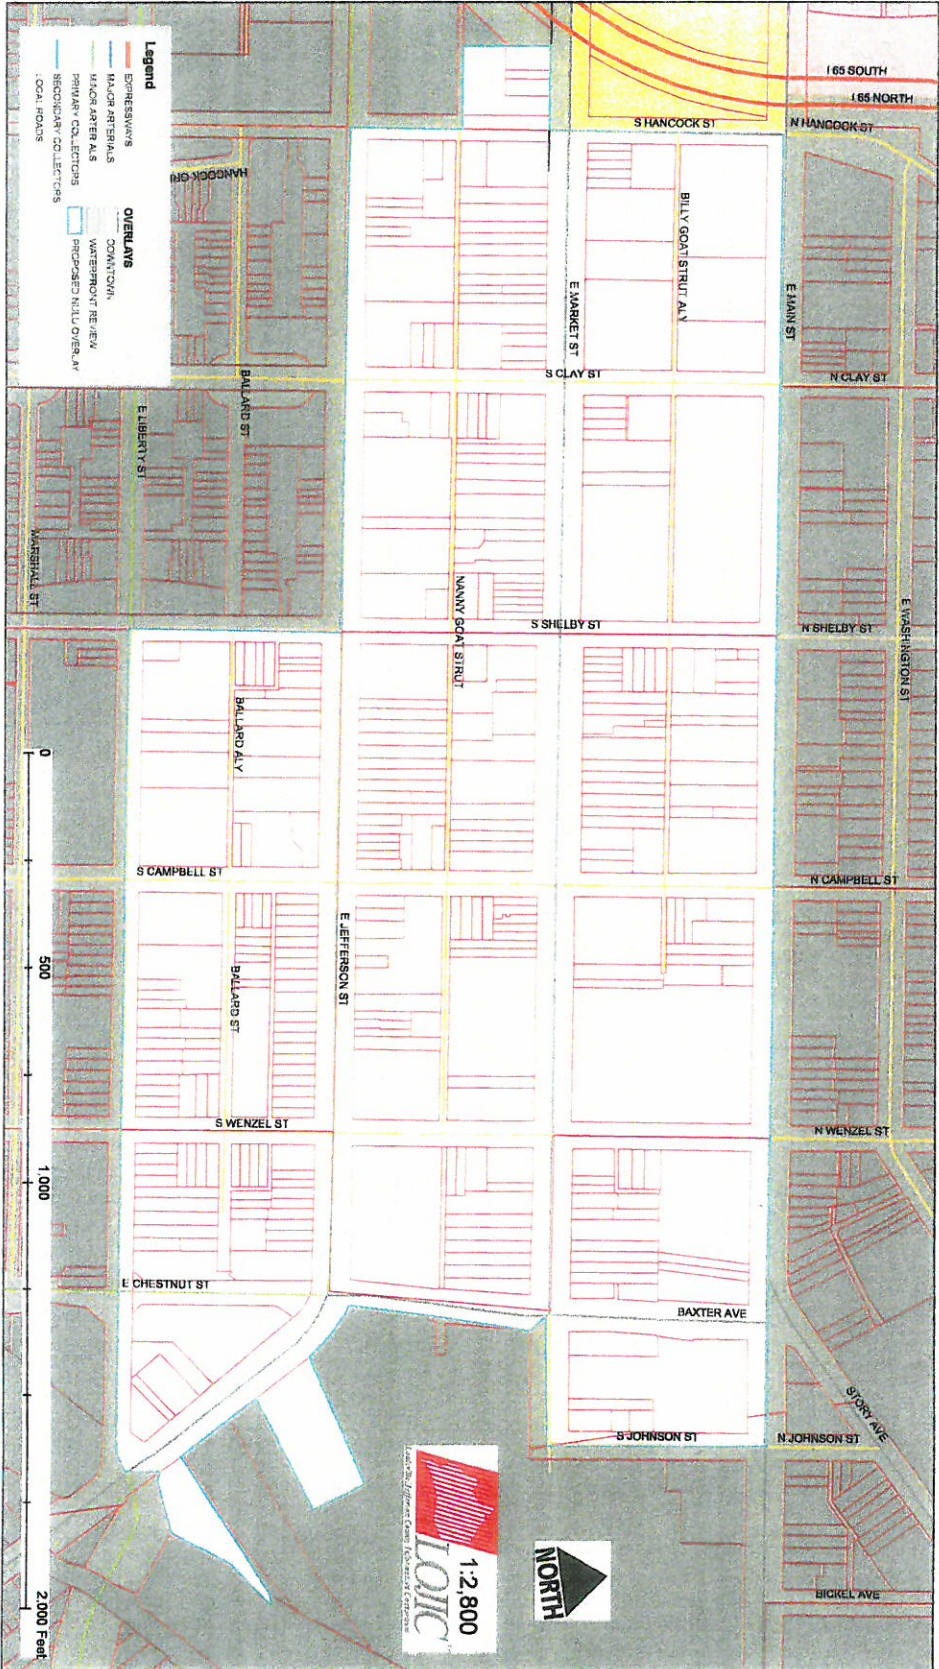 I 65 SOUTH
I 65 NORTH
S HANCOCK ST
N HANCOCK ST
BILLY GOAT STRUT ALY
E MARKET ST
E MAIN ST
S CLAY ST
N CLAY ST
BALLARD ST
E LIBERTY ST
MARSHALL ST
NANNY GOAT STRUT
S SHELBY ST
N SHELBY ST
E WASHINGTON ST
BALLARD ALY
S CAMPBELL ST
N CAMPBELL ST
E JEFFERSON ST
BALLARD ST
S WENZEL ST
N WENZEL ST
E CHESTNUT ST
BAXTER AVE
STORY AVE
S JOHNSON ST
N JOHNSON ST
BICKEL AVE
Legend
EXPRESSWAYS
MAJOR ARTERIALS
MINOR ARTERIALS
PRIMARY COLLECTORS
SECONDARY COLLECTORS
LOCAL ROADS
OVERLAYS
DOWNTOWN
WATERFRONT REVIEW
PROPOSED NULU OVERLAY
0
500
1,000
2,000 Feet
1:2,800
LOJIC
NORTH